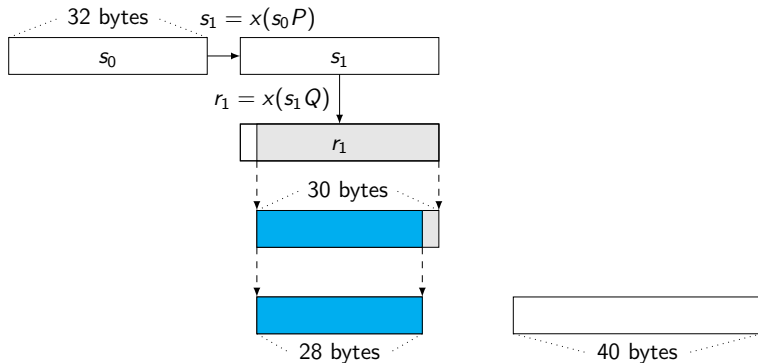 32 bytes
s₁ = x(s₀P)
s₀
s₁
r₁ = x(s₁Q)
r₁
30 bytes
28 bytes
40 bytes